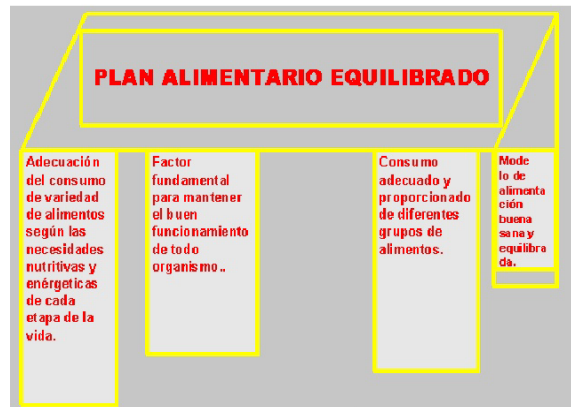 PLAN ALIMENTARIO EQUILIBRADO
Adecuación
del consumo
de variedad
de alimentos
según las
necesidades
nutritivas y
enérgeticas
de cada
etapa de la
vida.
Factor
fundamental
para mantener
el buen
funcionamiento
de todo
organismo..
Consumo
adecuado y
proporcionado
de diferentes
grupos de
alimentos.
Mode
lo de
alimenta
ción
buena
sana y
equilibra
da.